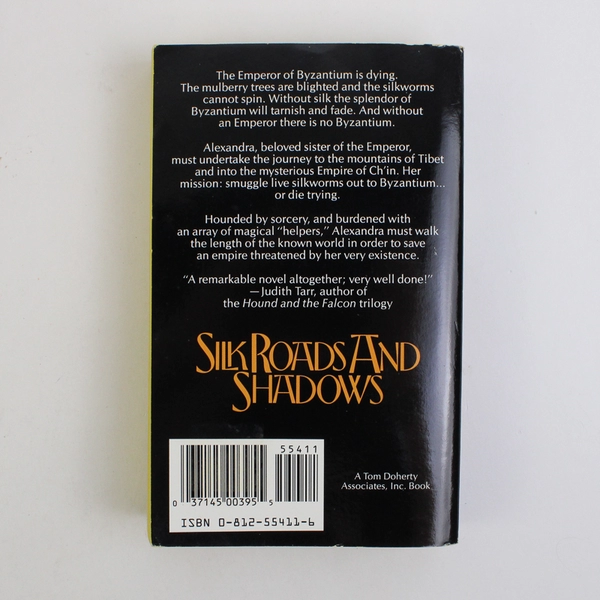 The Emperor of Byzantium is dying.
The mulberry trees are blighted and the silkworms
cannot spin. Without silk the splendor of
Byzantium will tarnish and fade. And without
an Emperor there is no Byzantium.
Alexandra, beloved sister of the Emperor,
must undertake the journey to the mountains of Tibet
and into the mysterious Empire of Ch'in. Her
mission: smuggle live silkworms out to Byzantium...
or die trying.
Hounded by sorcery, and burdened with
an array of magical “helpers,” Alexandra must walk
the length of the known world in order to save
an empire threatened by her very existence.
“A remarkable novel altogether; very well done!”
—Judith Tarr, author of
the Hound and the Falcon trilogy
SILK ROADS AND
SHADOWS
55411
0 37145 00395 5
ISBN 0-812-55411-6
A Tom Doherty
Associates, Inc. Book